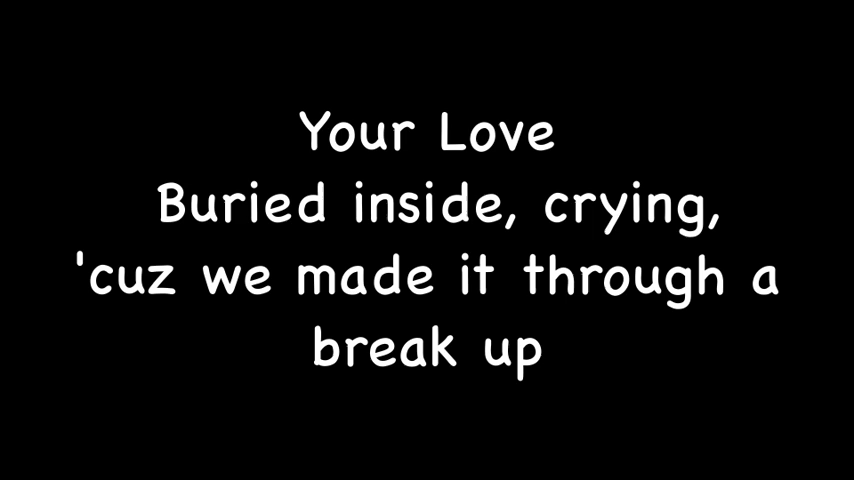 Your Love
Buried inside, crying,
'cuz we made it through a
break up